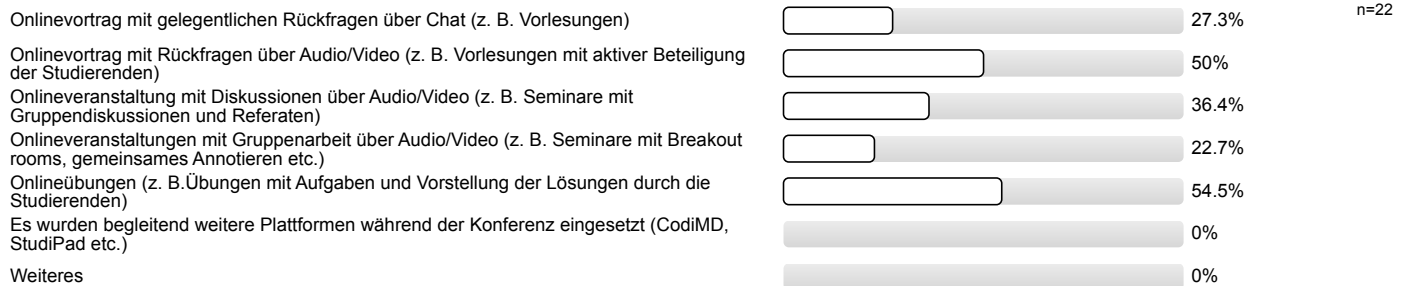 Onlinevortrag mit gelegentlichen Rückfragen über Chat (z. B. Vorlesungen) 27.3% n=22
Onlinevortrag mit Rückfragen über Audio/Video (z. B. Vorlesungen mit aktiver Beteiligung
der Studierenden) 50%
Onlineveranstaltung mit Diskussionen über Audio/Video (z. B. Seminare mit
Gruppendiskussionen und Referaten) 36.4%
Onlineveranstaltungen mit Gruppenarbeit über Audio/Video (z. B. Seminare mit Breakout
rooms, gemeinsames Annotieren etc.) 22.7%
Onlineübungen (z. B.Übungen mit Aufgaben und Vorstellung der Lösungen durch die
Studierenden) 54.5%
Es wurden begleitend weitere Plattformen während der Konferenz eingesetzt (CodiMD,
StudiPad etc.) 0%
Weiteres 0%